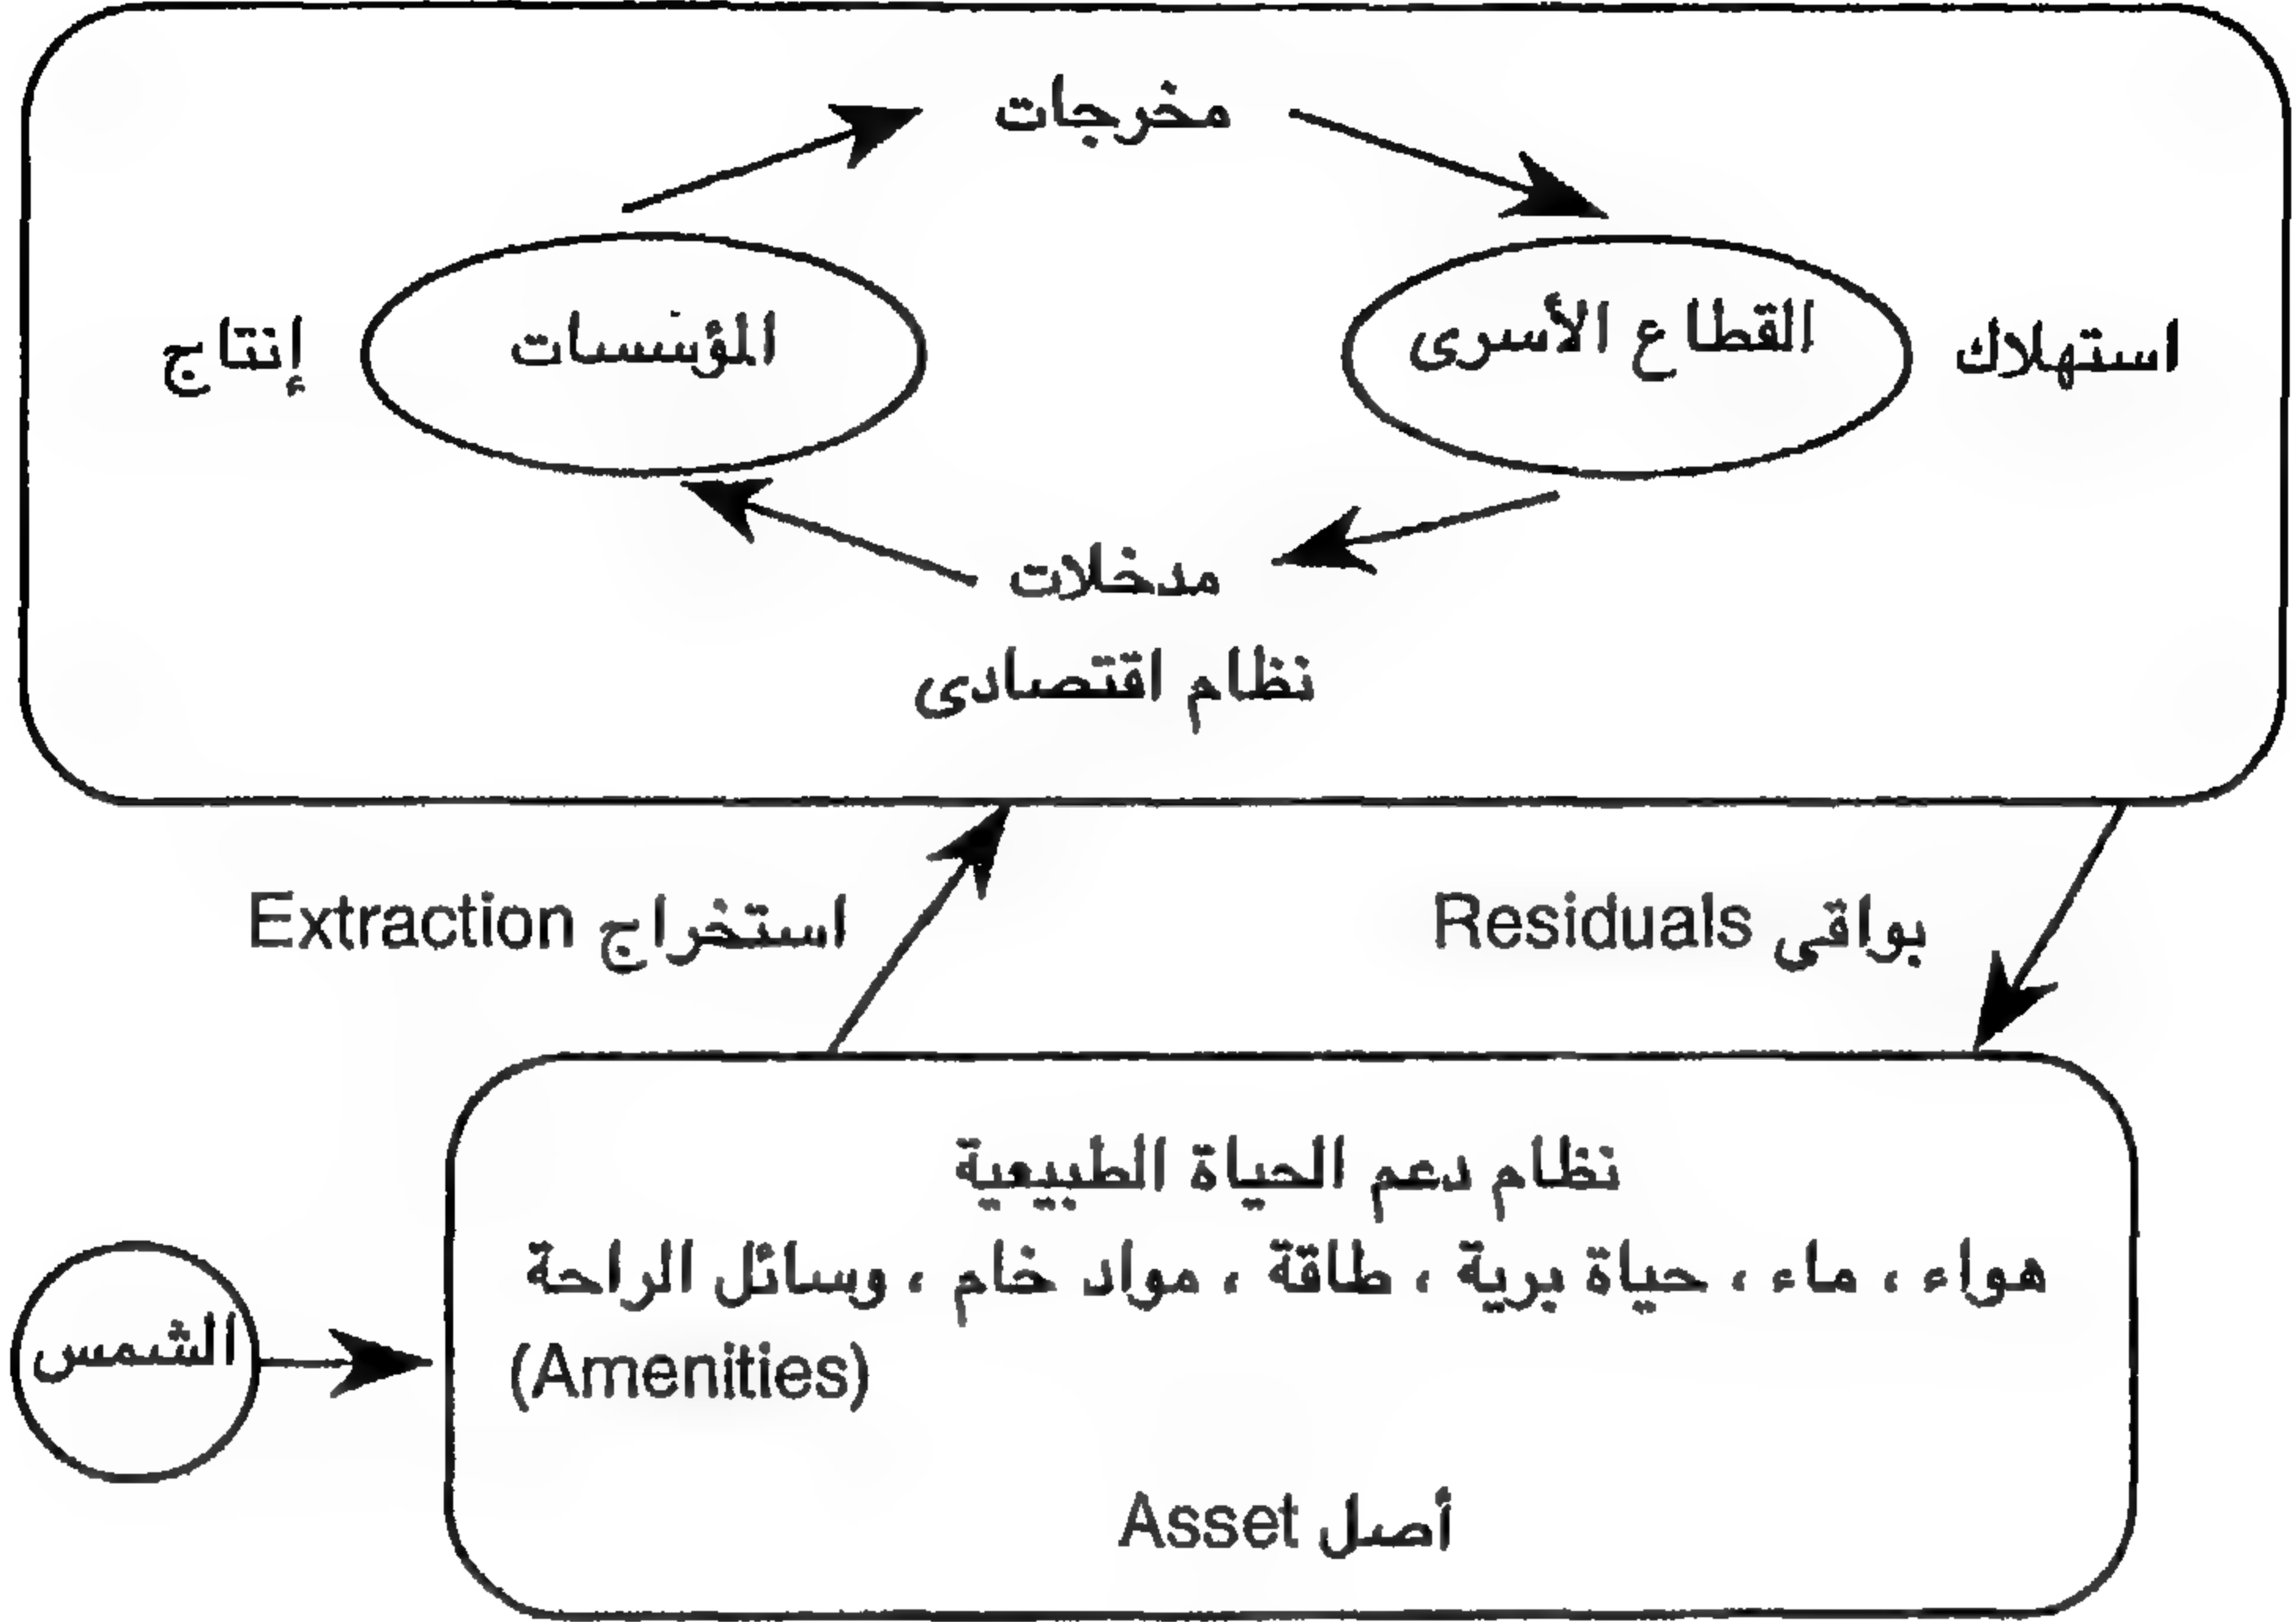 مخرجات
استهلاك
القطاع الأسرى
المؤسسات
إنتاج
مدخلات
نظام اقتصادى
بواقى Residuals
استخراج Extraction
نظام دعم الحياة الطبيعية
هواء ، ماء ، حياة برية ، طاقة ، مواد خام ، وسائل الراحة
(Amenities)
الشمس
أصل Asset